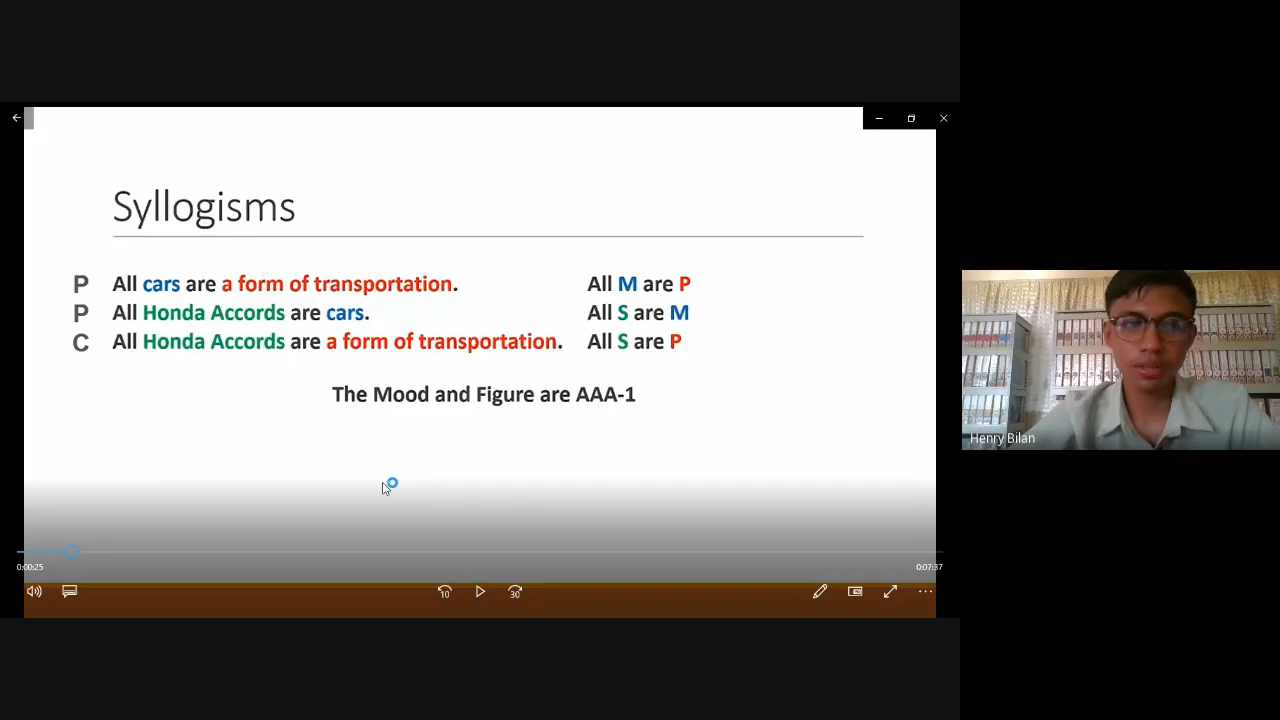 Syllogisms
P All cars are a form of transportation. All M are P
P All Honda Accords are cars. All S are M
C All Honda Accords are a form of transportation. All S are P
The Mood and Figure are AAA-1
Henry Bilan
0:00:25 0:07:37
10 30